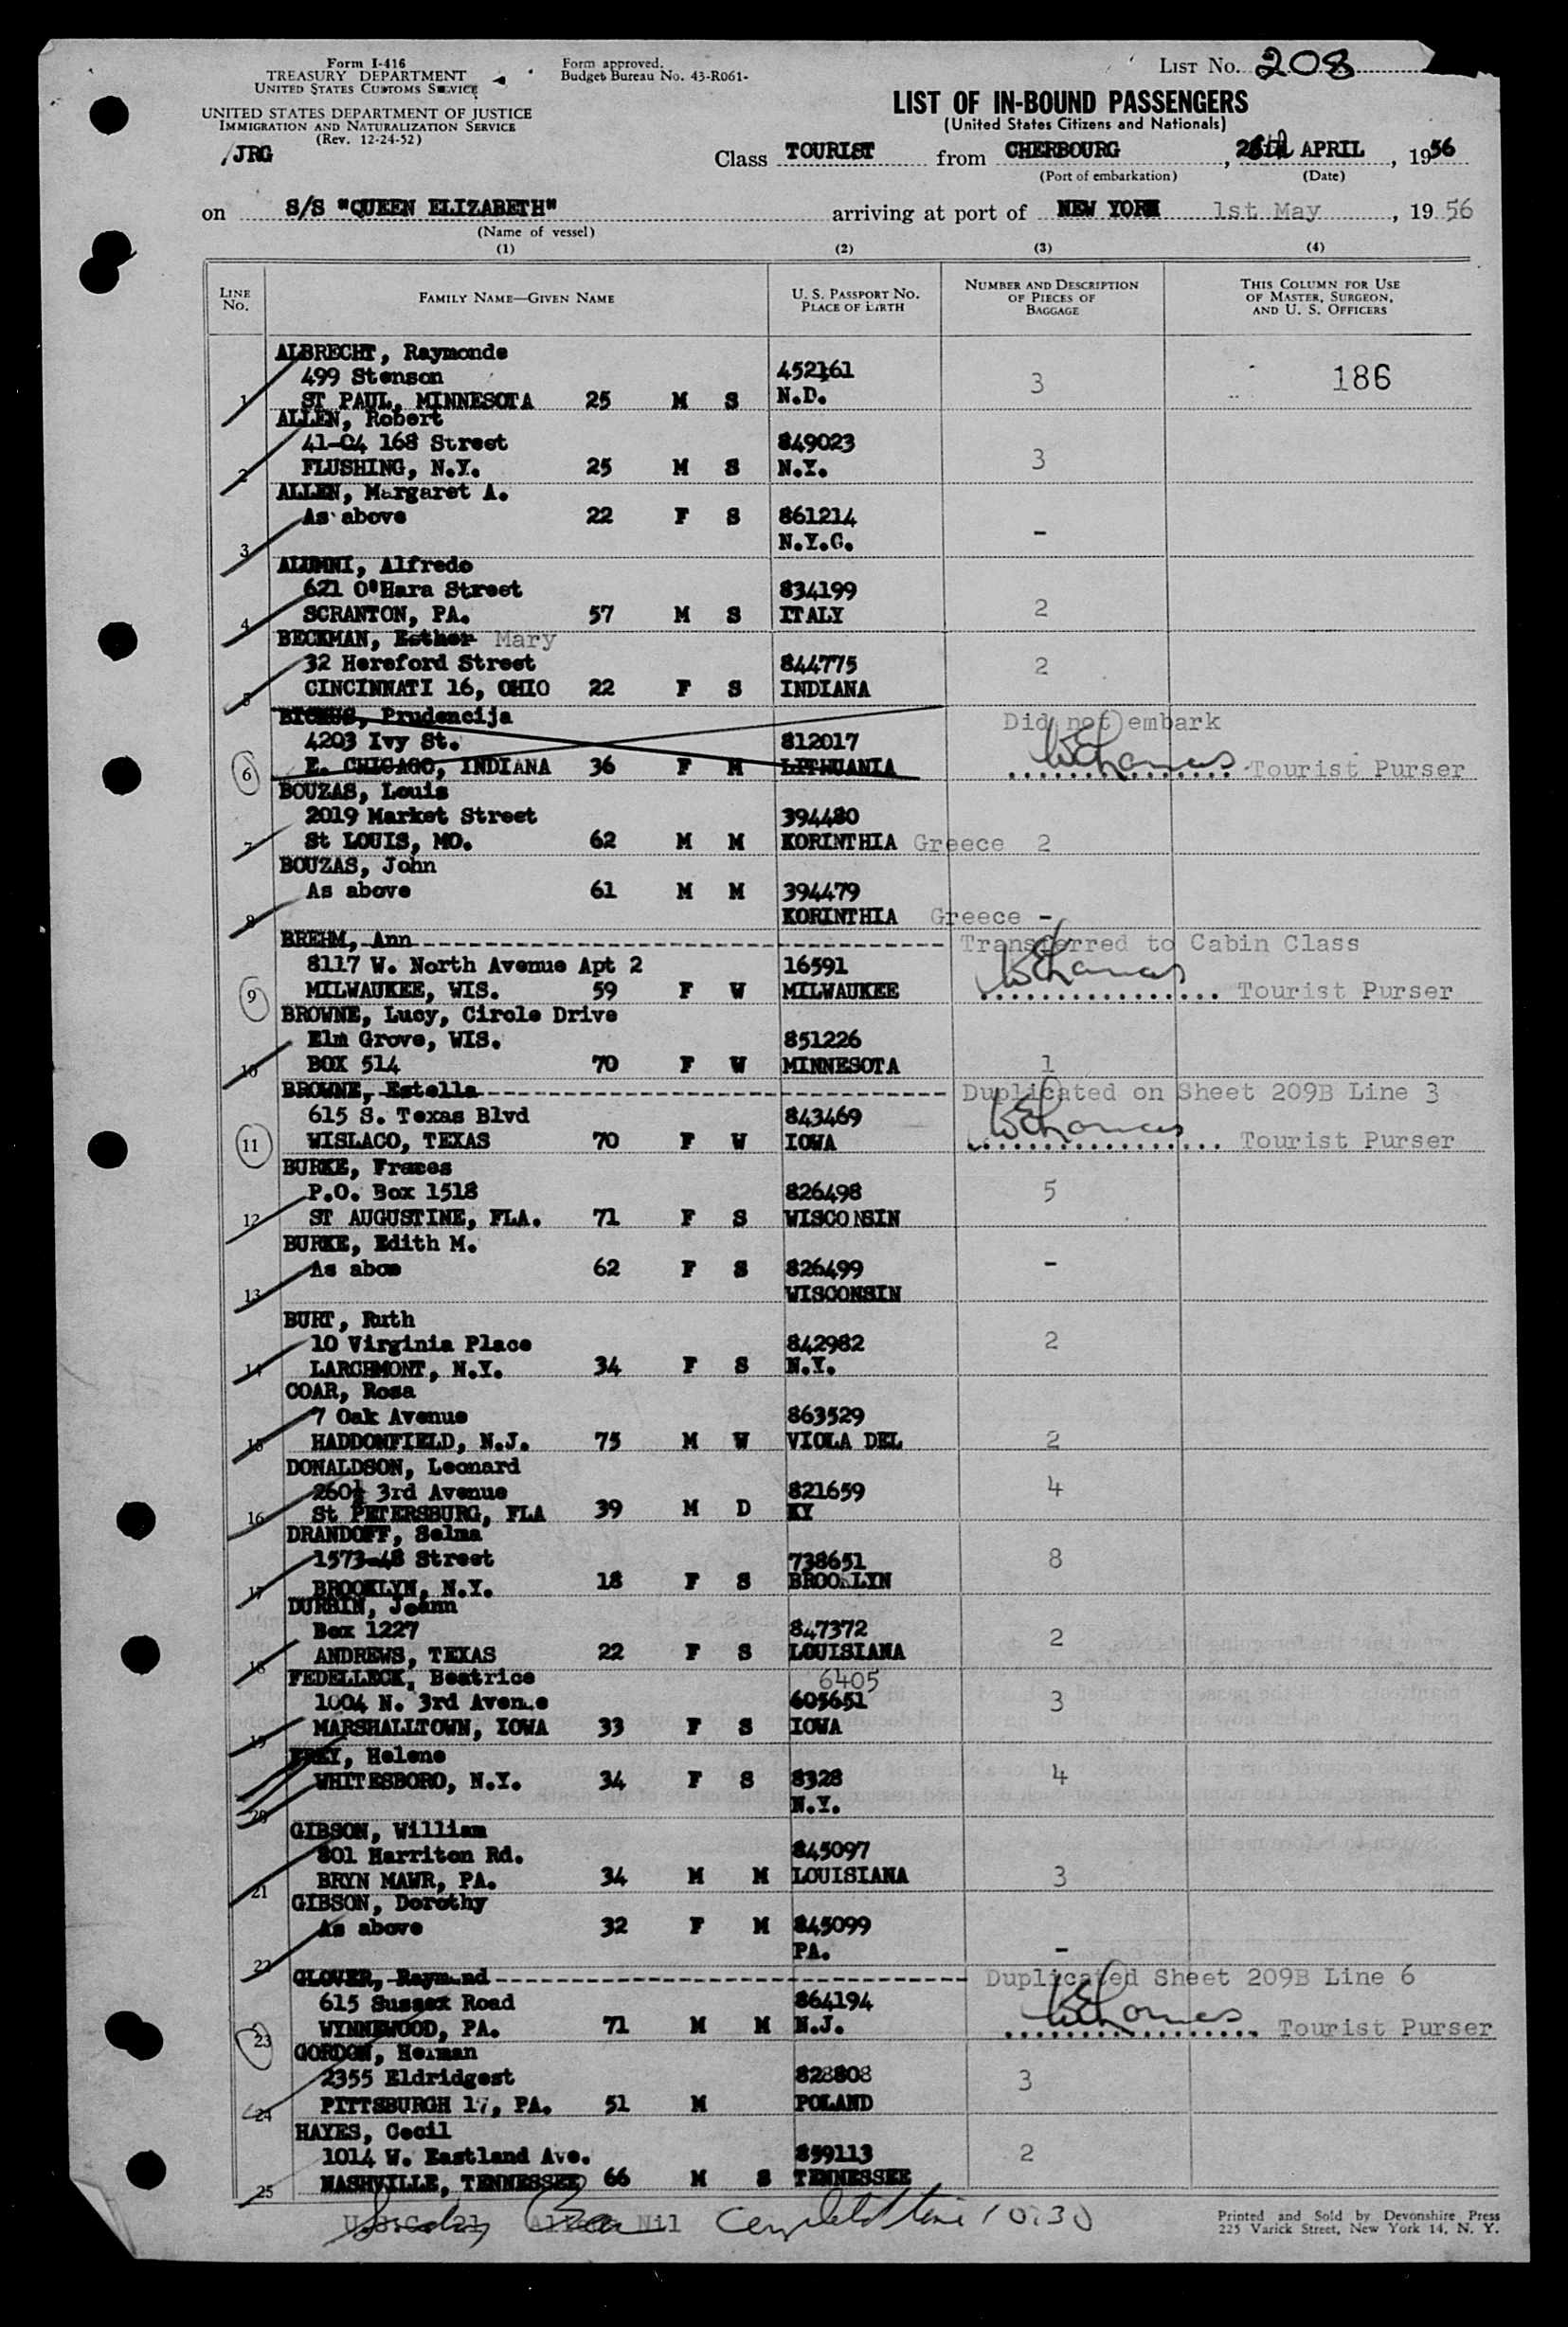 Form I-416
TREASURY DEPARTMENT
UNITED STATES CUSTOMS SERVICE
UNITED STATES DEPARTMENT OF JUSTICE
IMMIGRATION AND NATURALIZATION SERVICE
(Rev. 12-24-52)
/JRG
Form approved.
Budget Bureau No. 43-R061-
LIST No. 208
LIST OF IN-BOUND PASSENGERS
(United States Citizens and Nationals)
Class TOURIST from CHERBOURG, APRIL, 1956
(Port of embarkation) (Date)
on S/S "QUEEN ELIZABETH" arriving at port of NEW YORK 1st May, 1956
(Name of vessel)
(1) (2) (3) (4)
LINE No. FAMILY NAME—GIVEN NAME U. S. PASSPORT NO. PLACE OF BIRTH NUMBER AND DESCRIPTION OF PIECES OF BAGGAGE THIS COLUMN FOR USE OF MASTER, SURGEON, AND U. S. OFFICERS
ALBRECHT, Raymonde
499 Stenson 452161 3 186
1 ST PAUL, MINNESOTA 25 M S N.D.
ALLEN, Robert
41-04 168 Street 849023
2 FLUSHING, N.Y. 25 M S N.Y. 3
ALLEN, Margaret A.
As above 22 F S 861214
3 N.Y.C. -
ALUMNI, Alfredo
621 O'Hara Street 834199
4 SCRANTON, PA. 57 M S ITALY 2
BECKMAN, Esther Mary
32 Hereford Street 844775 2
5 CINCINNATI 16, OHIO 22 F S INDIANA
Prudencija Did not embark
4203 Ivy St. 812017
6 E. CHICAGO, INDIANA 36 F M LITHUANIA Tourist Purser
BOUZAS, Louis
2019 Market Street 394480
7 St LOUIS, MO. 62 M M KORINTHIA Greece 2
BOUZAS, John
As above 61 M M 394479
8 KORINTHIA Greece -
BREHM, Ann Transferred to Cabin Class
8117 W. North Avenue Apt 2 16591
9 MILWAUKEE, WIS. 59 F W MILWAUKEE Tourist Purser
BROWNE, Lucy, Circle Drive
Elm Grove, WIS. 851226
10 BOX 514 70 F W MINNESOTA 1
BROWNE, Estella Duplicated on Sheet 209B Line 3
615 S. Texas Blvd 843469
11 WISLACO, TEXAS 70 F W IOWA Tourist Purser
BURKE, Fraces
P.O. Box 1518 826498 5
12 ST AUGUSTINE, FLA. 71 F S WISCONSIN
BURKE, Edith M.
As abov 62 F S 826499 -
13 WISCONSIN
BURT, Ruth
10 Virginia Place 842982 2
14 LARCHMONT, N.Y. 34 F S N.Y.
COAR, Rosa
7 Oak Avenue 863529
15 HADDONFIELD, N.J. 75 M W VIOLA DEL 2
DONALDSON, Leonard
260½ 3rd Avenue 821659 4
16 St PETERSBURG, FLA 39 M D KY
DRANDOFF, Selma
1573-48 Street 738651 8
17 BROOKLYN, N.Y. 18 F S BROOKLYN
DURBIN, Joann
Box 1227 847372 2
18 ANDREWS, TEXAS 22 F S LOUISIANA
FEDELLECK, Beatrice 6405
1004 N. 3rd Avenue 605651 3
19 MARSHALLTOWN, IOWA 33 F S IOWA
FREY, Helene
WHITESBORO, N.Y. 34 F S 8328 4
20 N.Y.
GIBSON, William
801 Harriton Rd. 845097
21 BRYN MAWR, PA. 34 M M LOUISIANA 3
GIBSON, Dorothy
As above 32 F M 845099
22 PA. -
GLOVER, Raymond Duplicated Sheet 209B Line 6
615 Sussex Road 864194
23 WYNNEWOOD, PA. 71 M M N.J. Tourist Purser
GORDON, Herman
2355 Eldridgest 828808 3
24 PITTSBURGH 17, PA. 51 M POLAND
HAYES, Cecil
1014 W. Eastland Ave. 859113 2
25 NASHVILLE, TENNESSEE 66 M S TENNESSEE
U.S.C. 21 Aliens Nil 10:30
Printed and Sold by Devonshire Press
225 Varick Street, New York 14, N. Y.